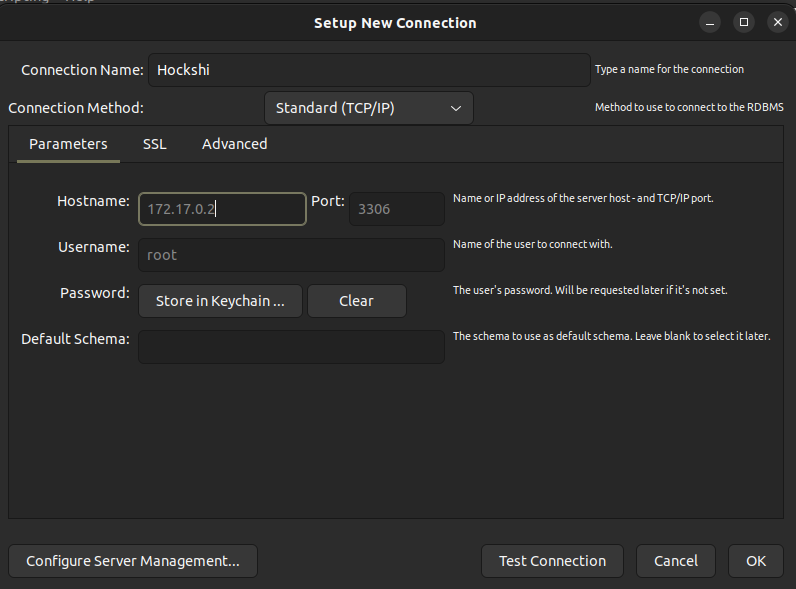 Setup New Connection
Connection Name: Hockshi Type a name for the connection
Connection Method: Standard (TCP/IP) Method to use to connect to the RDBMS
Parameters SSL Advanced
Hostname: 172.17.0.2 Port: 3306 Name or IP address of the server host - and TCP/IP port.
Username: root Name of the user to connect with.
Password: Store in Keychain ... Clear The user's password. Will be requested later if it's not set.
Default Schema: The schema to use as default schema. Leave blank to select it later.
Configure Server Management... Test Connection Cancel OK